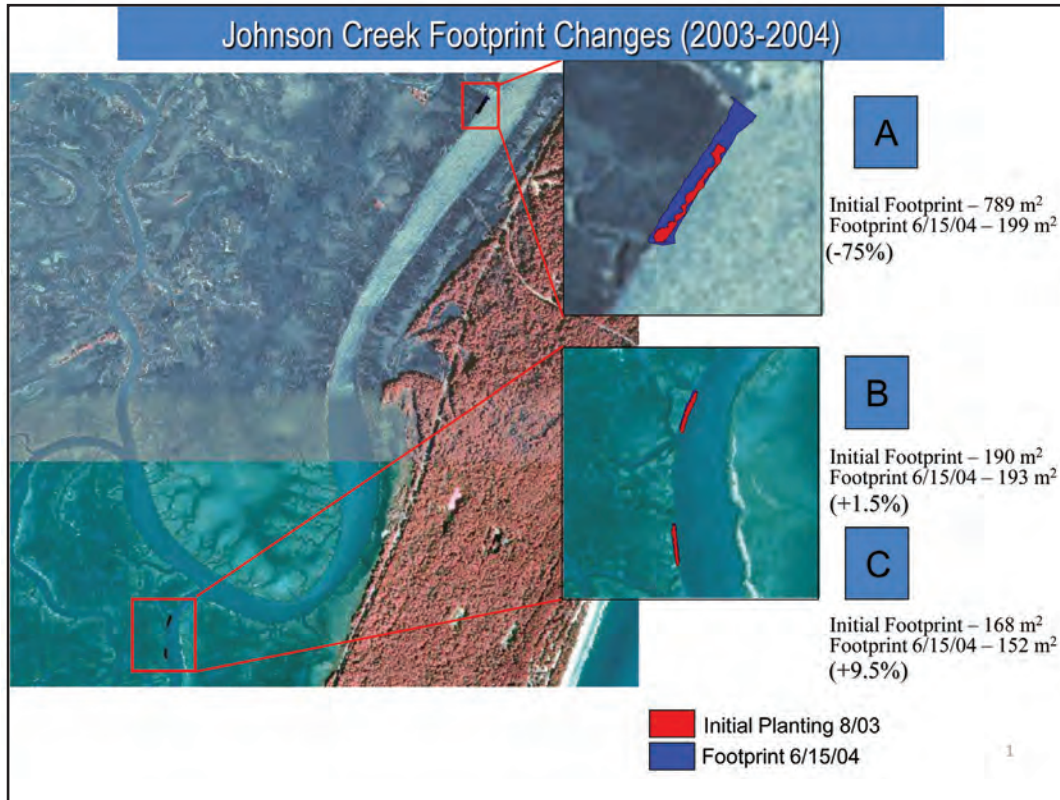 Johnson Creek Footprint Changes (2003-2004)
A
Initial Footprint – 789 m²
Footprint 6/15/04 – 199 m²
(-75%)
B
Initial Footprint – 190 m²
Footprint 6/15/04 – 193 m²
(+1.5%)
C
Initial Footprint – 168 m²
Footprint 6/15/04 – 152 m²
(+9.5%)
Initial Planting 8/03
Footprint 6/15/04
1